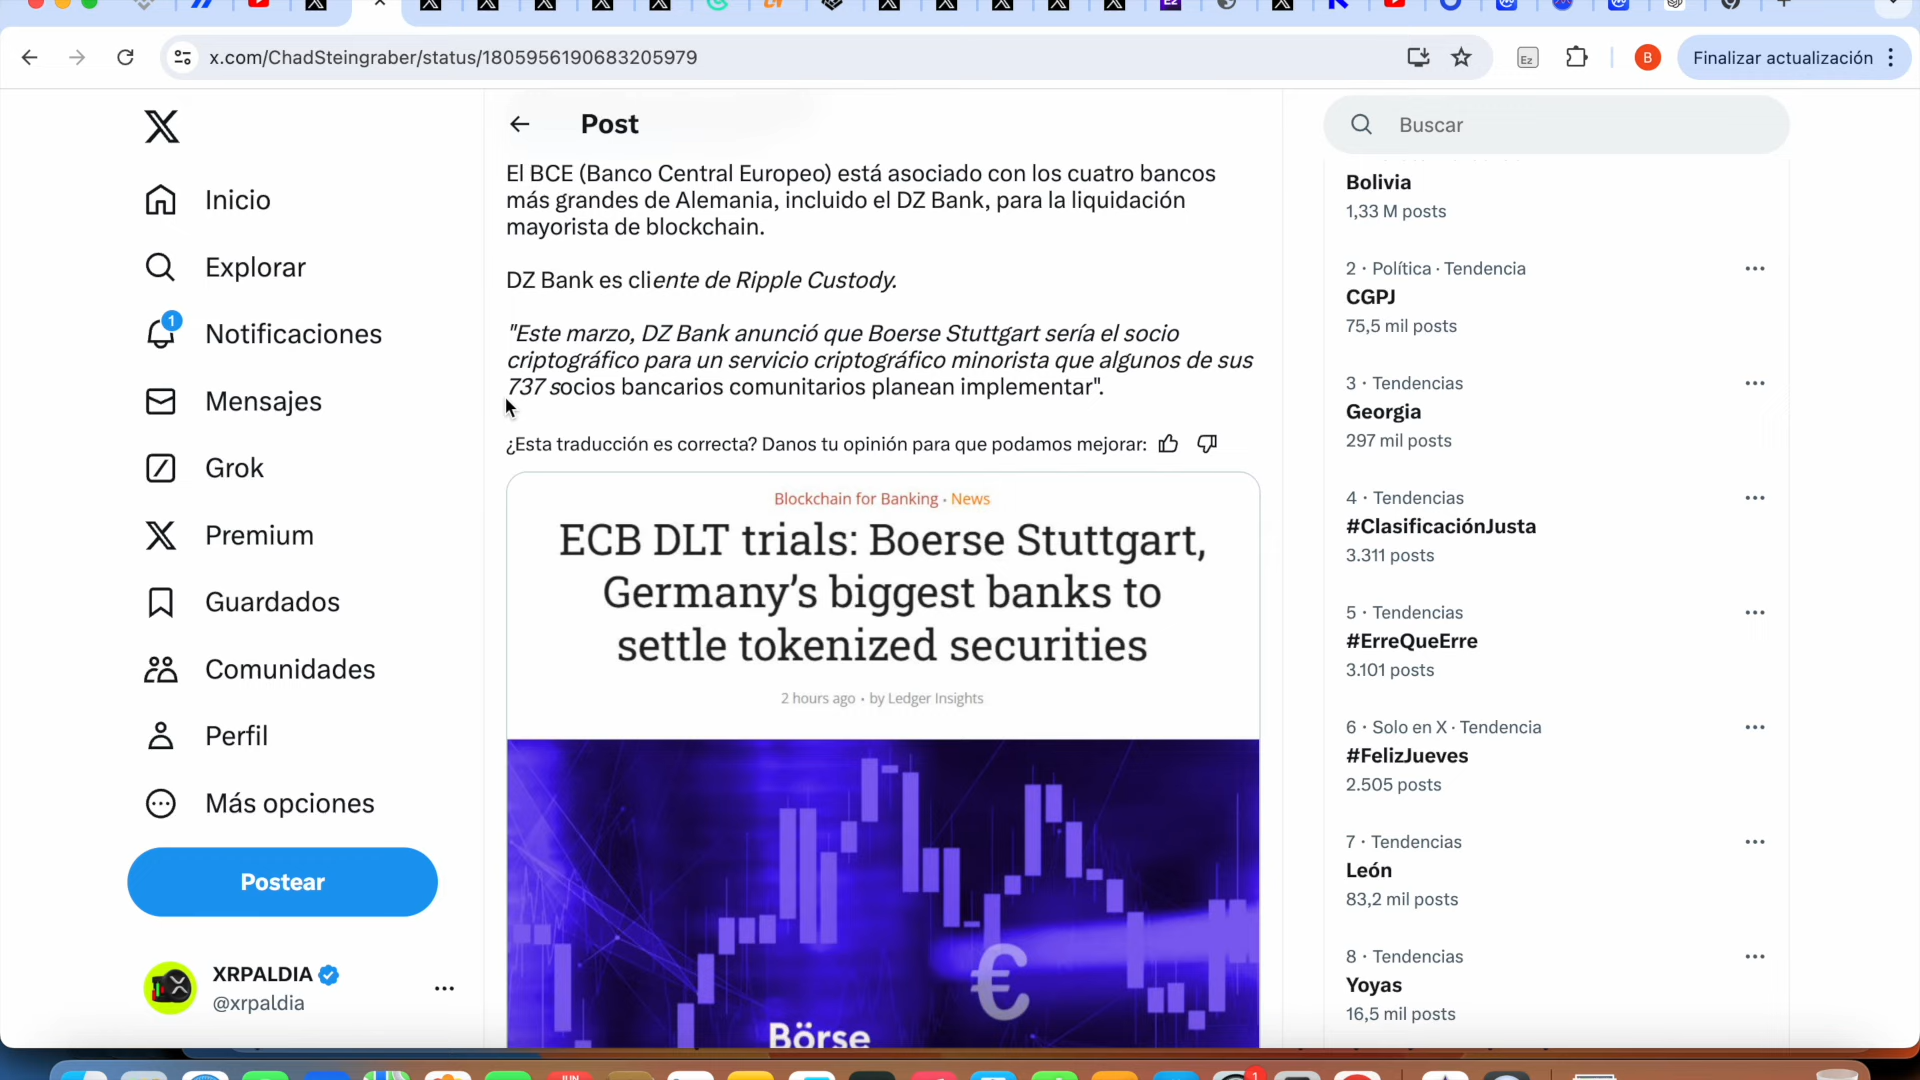 x.com/ChadSteingraber/status/1805956190683205979
Ez
B
Finalizar actualización
Inicio
Explorar
1
Notificaciones
Mensajes
Grok
Premium
Guardados
Comunidades
Perfil
Más opciones
Postear
XRPALDIA
@xrpaldia
Post
El BCE (Banco Central Europeo) está asociado con los cuatro bancos
más grandes de Alemania, incluido el DZ Bank, para la liquidación
mayorista de blockchain.
DZ Bank es cliente de Ripple Custody.
"Este marzo, DZ Bank anunció que Boerse Stuttgart sería el socio
criptográfico para un servicio criptográfico minorista que algunos de sus
737 socios bancarios comunitarios planean implementar".
¿Esta traducción es correcta? Danos tu opinión para que podamos mejorar:
Blockchain for Banking · News
ECB DLT trials: Boerse Stuttgart,
Germany’s biggest banks to
settle tokenized securities
2 hours ago • by Ledger Insights
€
Börse
Buscar
Bolivia
1,33 M posts
2 · Política · Tendencia
CGPJ
75,5 mil posts
3 · Tendencias
Georgia
297 mil posts
4 · Tendencias
#ClasificaciónJusta
3.311 posts
5 · Tendencias
#ErreQueErre
3.101 posts
6 · Solo en X · Tendencia
#FelizJueves
2.505 posts
7 · Tendencias
León
83,2 mil posts
8 · Tendencias
Yoyas
16,5 mil posts
JUN
1